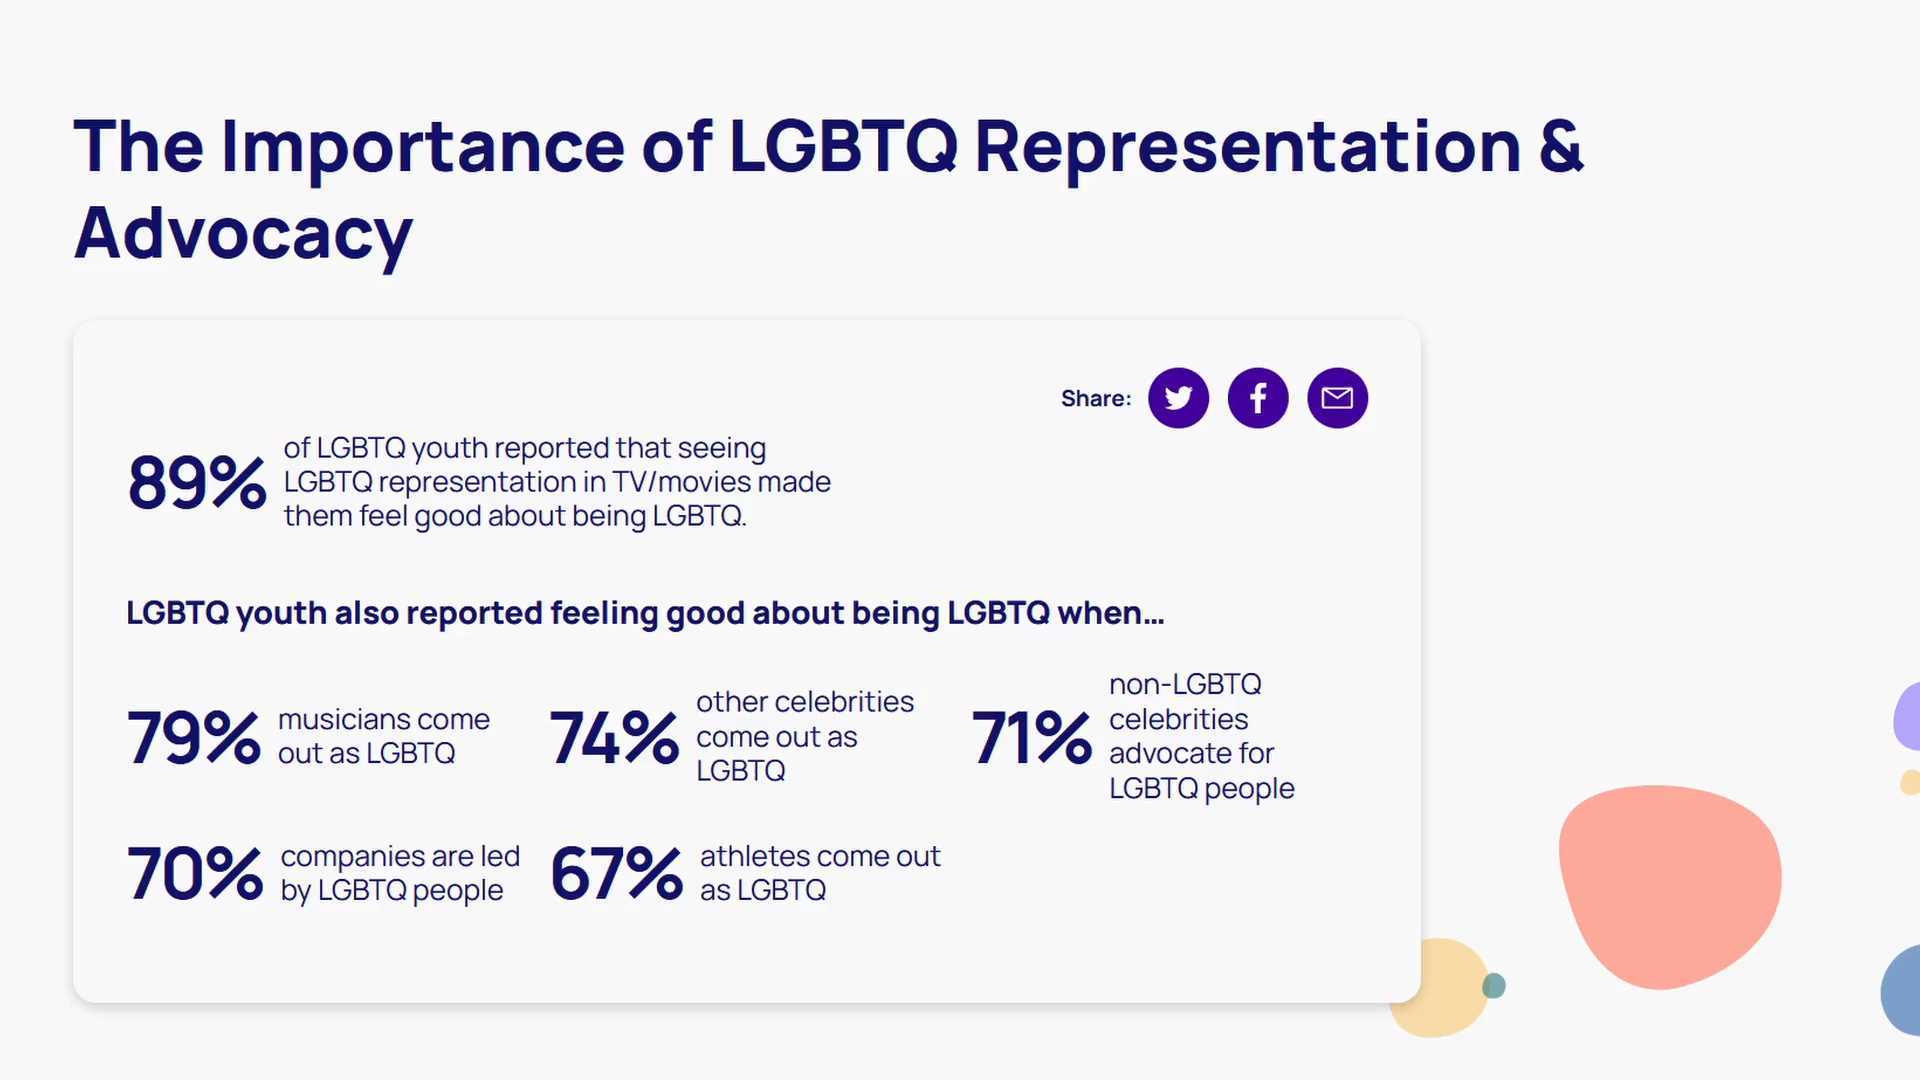 The Importance of LGBTQ Representation &
Advocacy
Share:
89%
of LGBTQ youth reported that seeing
LGBTQ representation in TV/movies made
them feel good about being LGBTQ.
LGBTQ youth also reported feeling good about being LGBTQ when...
79%
musicians come
out as LGBTQ
74%
other celebrities
come out as
LGBTQ
71%
non-LGBTQ
celebrities
advocate for
LGBTQ people
70%
companies are led
by LGBTQ people
67%
athletes come out
as LGBTQ